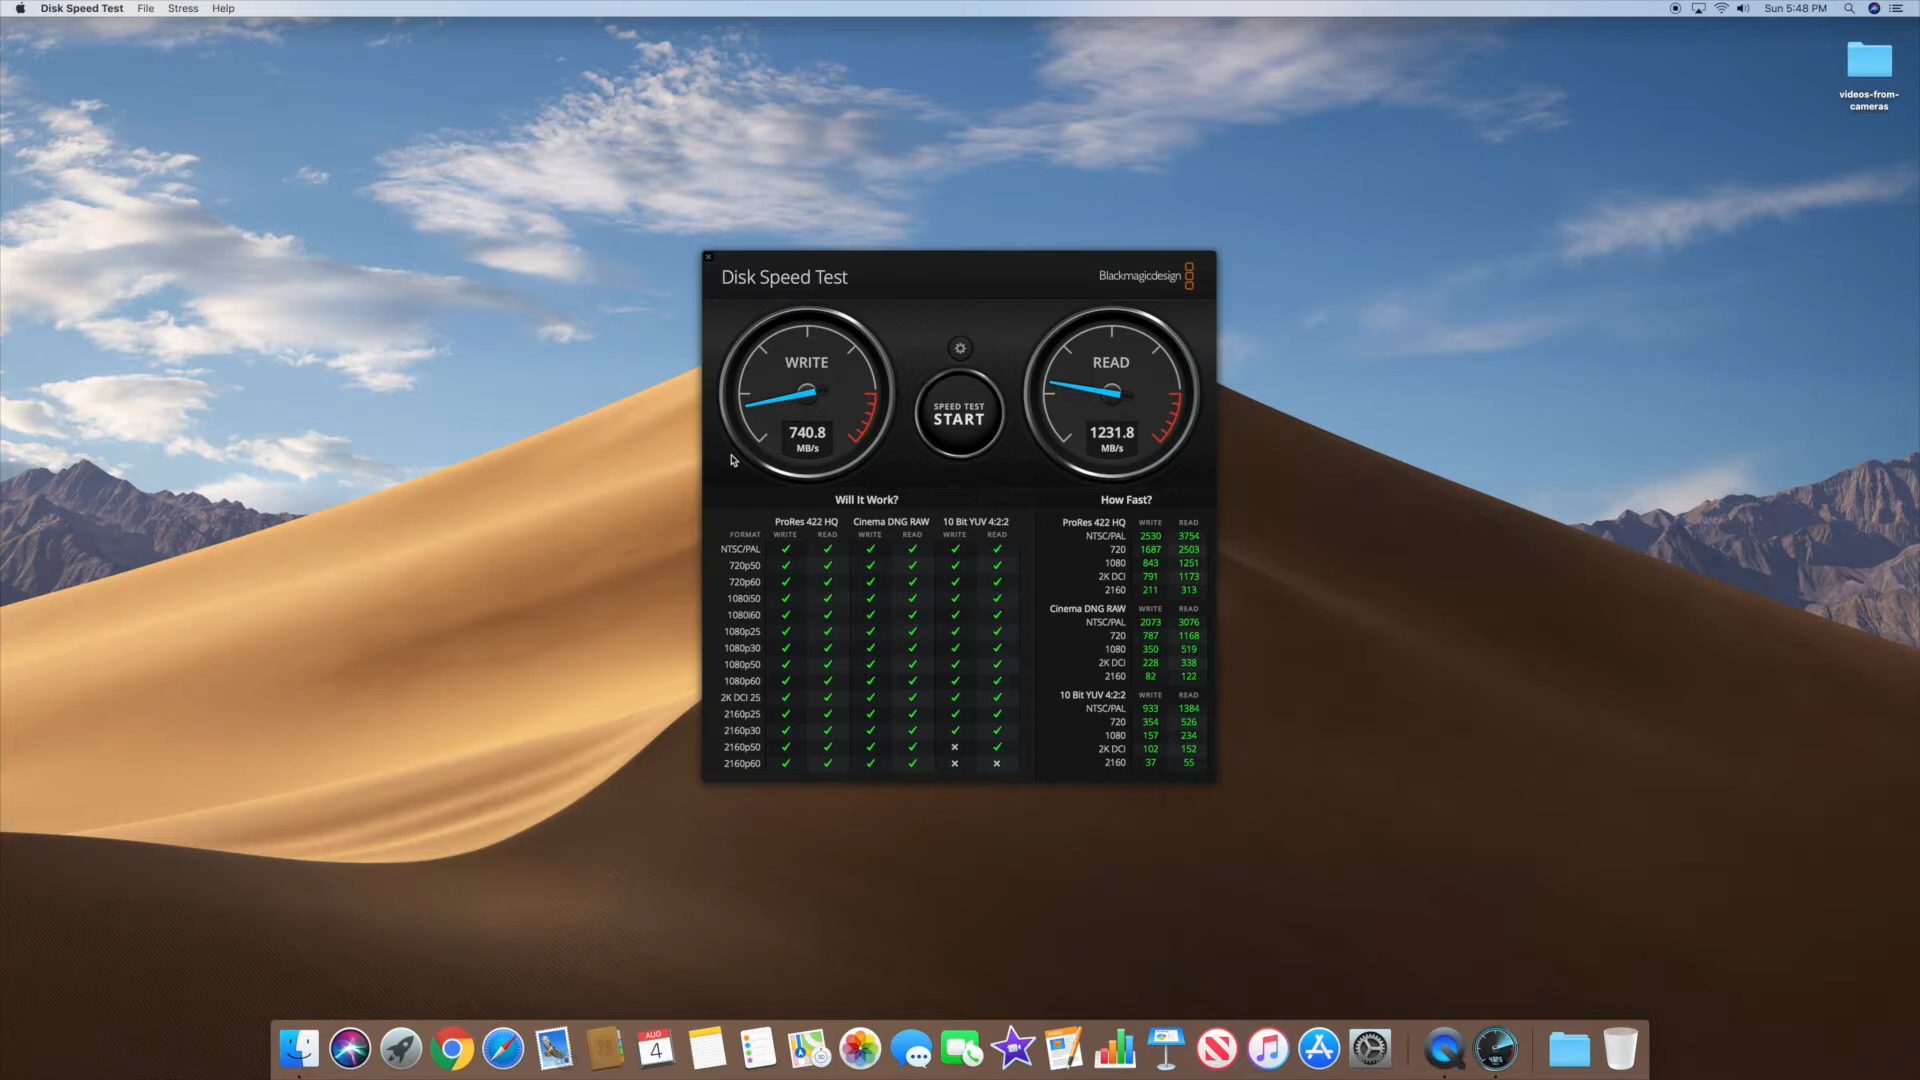 Disk Speed Test File Stress Help Sun 5:48 PM
videos-from-
cameras
Disk Speed Test Blackmagicdesign
WRITE
740.8
MB/s
SPEED TEST
START
READ
1231.8
MB/s
Will It Work?
ProRes 422 HQ Cinema DNG RAW 10 Bit YUV 4:2:2
FORMAT WRITE READ WRITE READ WRITE READ
NTSC/PAL ✓ ✓ ✓ ✓ ✓ ✓
720p50 ✓ ✓ ✓ ✓ ✓ ✓
720p60 ✓ ✓ ✓ ✓ ✓ ✓
1080i50 ✓ ✓ ✓ ✓ ✓ ✓
1080i60 ✓ ✓ ✓ ✓ ✓ ✓
1080p25 ✓ ✓ ✓ ✓ ✓ ✓
1080p30 ✓ ✓ ✓ ✓ ✓ ✓
1080p50 ✓ ✓ ✓ ✓ ✓ ✓
1080p60 ✓ ✓ ✓ ✓ ✓ ✓
2K DCI 25 ✓ ✓ ✓ ✓ ✓ ✓
2160p25 ✓ ✓ ✓ ✓ ✓ ✓
2160p30 ✓ ✓ ✓ ✓ ✓ ✓
2160p50 ✓ ✓ ✓ ✓ × ✓
2160p60 ✓ ✓ ✓ ✓ × ×
How Fast?
ProRes 422 HQ WRITE READ
NTSC/PAL 2530 3754
720 1687 2503
1080 843 1251
2K DCI 791 1173
2160 211 313
Cinema DNG RAW WRITE READ
NTSC/PAL 2073 3076
720 787 1168
1080 350 519
2K DCI 228 338
2160 82 122
10 Bit YUV 4:2:2 WRITE READ
NTSC/PAL 933 1384
720 354 526
1080 157 234
2K DCI 102 152
2160 37 55
AUG
4